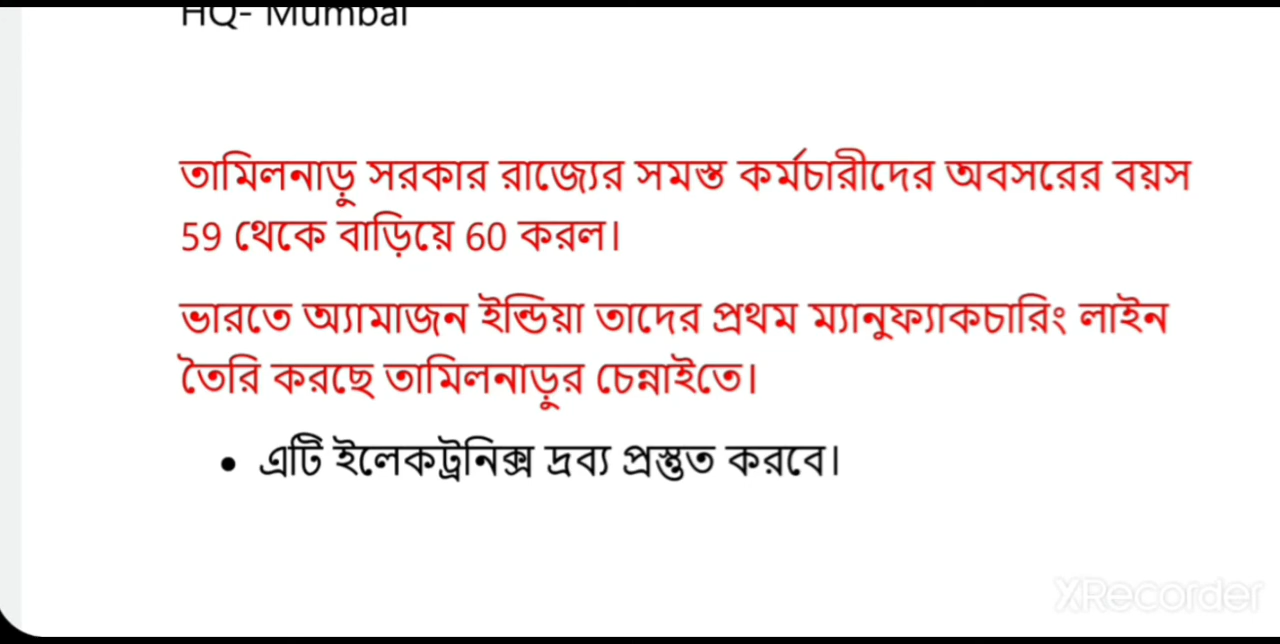 HQ- Mumbai
তামিলনাড়ু সরকার রাজ্যের সমস্ত কর্মচারীদের অবসরের বয়স
59 থেকে বাড়িয়ে 60 করল।
ভারতে অ্যামাজন ইন্ডিয়া তাদের প্রথম ম্যানুফ্যাকচারিং লাইন
তৈরি করছে তামিলনাড়ুর চেন্নাইতে।
• এটি ইলেকট্রনিক্স দ্রব্য প্রস্তুত করবে।
XRecorder